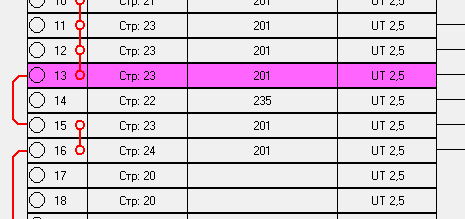 10 Стр: 21 201 UT 2,5
11 Стр: 23 201 UT 2,5
12 Стр: 23 201 UT 2,5
13 Стр: 23 201 UT 2,5
14 Стр: 22 235 UT 2,5
15 Стр: 23 201 UT 2,5
16 Стр: 24 201 UT 2,5
17 Стр: 20 UT 2,5
18 Стр: 20 UT 2,5